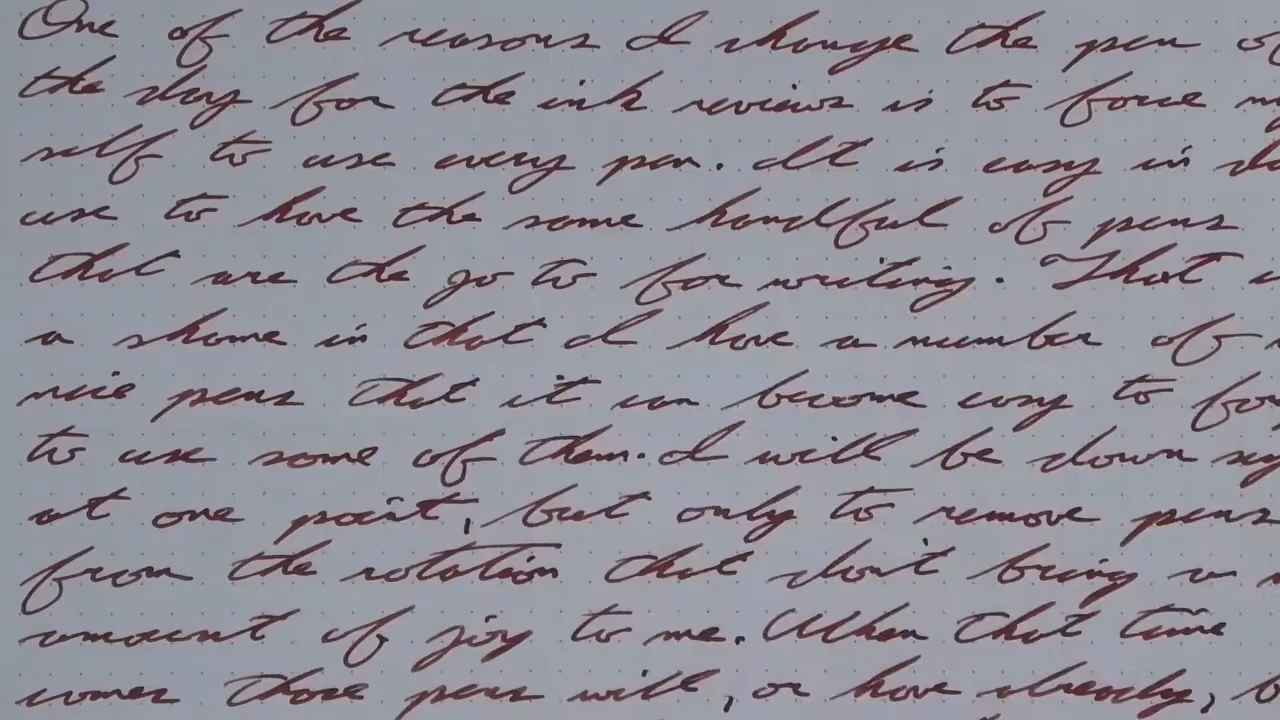 One of the reasons I change the pen of
the day for the ink reviews is to force my
self to use every pen. It is easy in da
use to have the same handful of pens
that are the go to for writing. That
a shame in that I have a number of
nice pens that it can become easy to for
to use some of them. I will be down
at one point, but only to remove pens
from the rotation that don't bring a
amount of joy to me. When that time
comes those pens will, or have already,